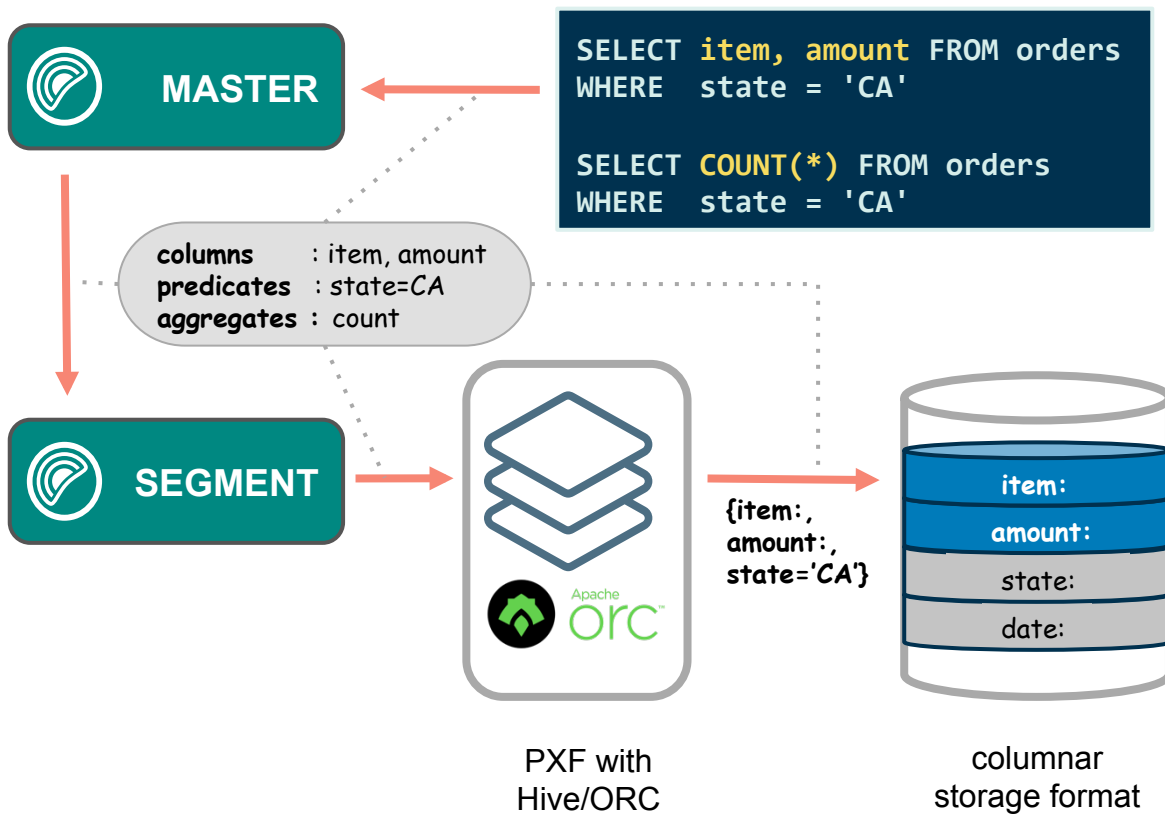 MASTER
SELECT item, amount FROM orders
WHERE  state = 'CA'
SELECT COUNT(*) FROM orders
WHERE  state = 'CA'
columns : item, amount
predicates : state=CA
aggregates : count
SEGMENT
{item:,
amount:,
state='CA'}
Apache
orc™
item:
amount:
state:
date:
PXF with
Hive/ORC
columnar
storage format